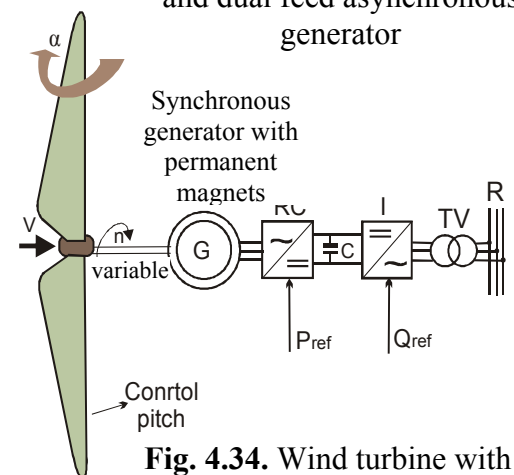 and dual feed asynchronous
generator
α
Synchronous
generator with
permanent
magnets
RC
I
TV
R
V
n
variable
G
C
Pref
Qref
Conrtol
pitch
Fig. 4.34. Wind turbine with